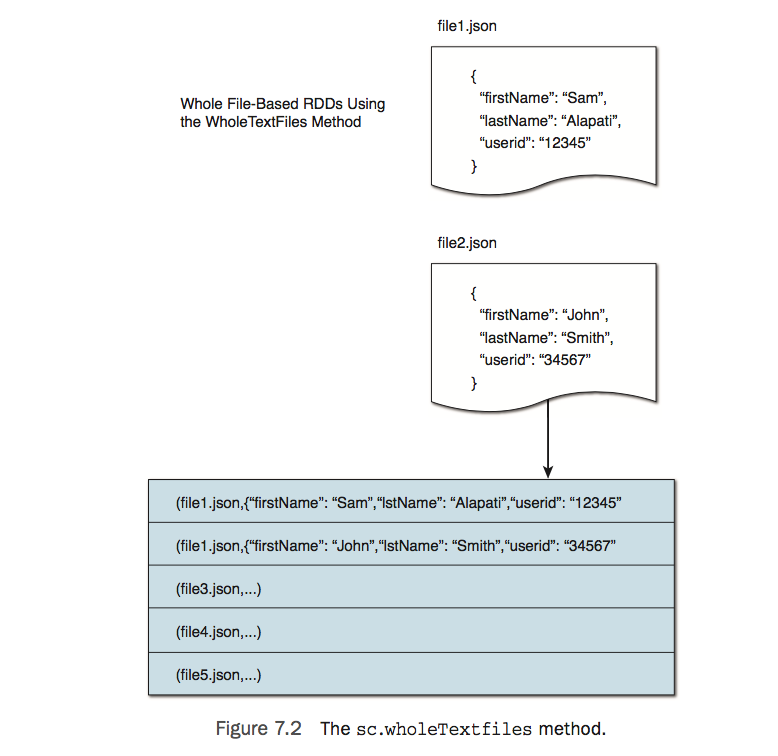 file1.json
Whole File-Based RDDs Using
the WholeTextFiles Method
{
“firstName”: “Sam”,
“lastName”: “Alapati”,
“userid”: “12345”
}
file2.json
{
“firstName”: “John”,
“lastName”: “Smith”,
“userid”: “34567”
}
(file1.json,{“firstName”: “Sam”,“lstName”: “Alapati”,“userid”: “12345”
(file1.json,{“firstName”: “John”,“lstName”: “Smith”,“userid”: “34567”
(file3.json,...)
(file4.json,...)
(file5.json,...)
Figure 7.2 The sc.wholeTextfiles method.